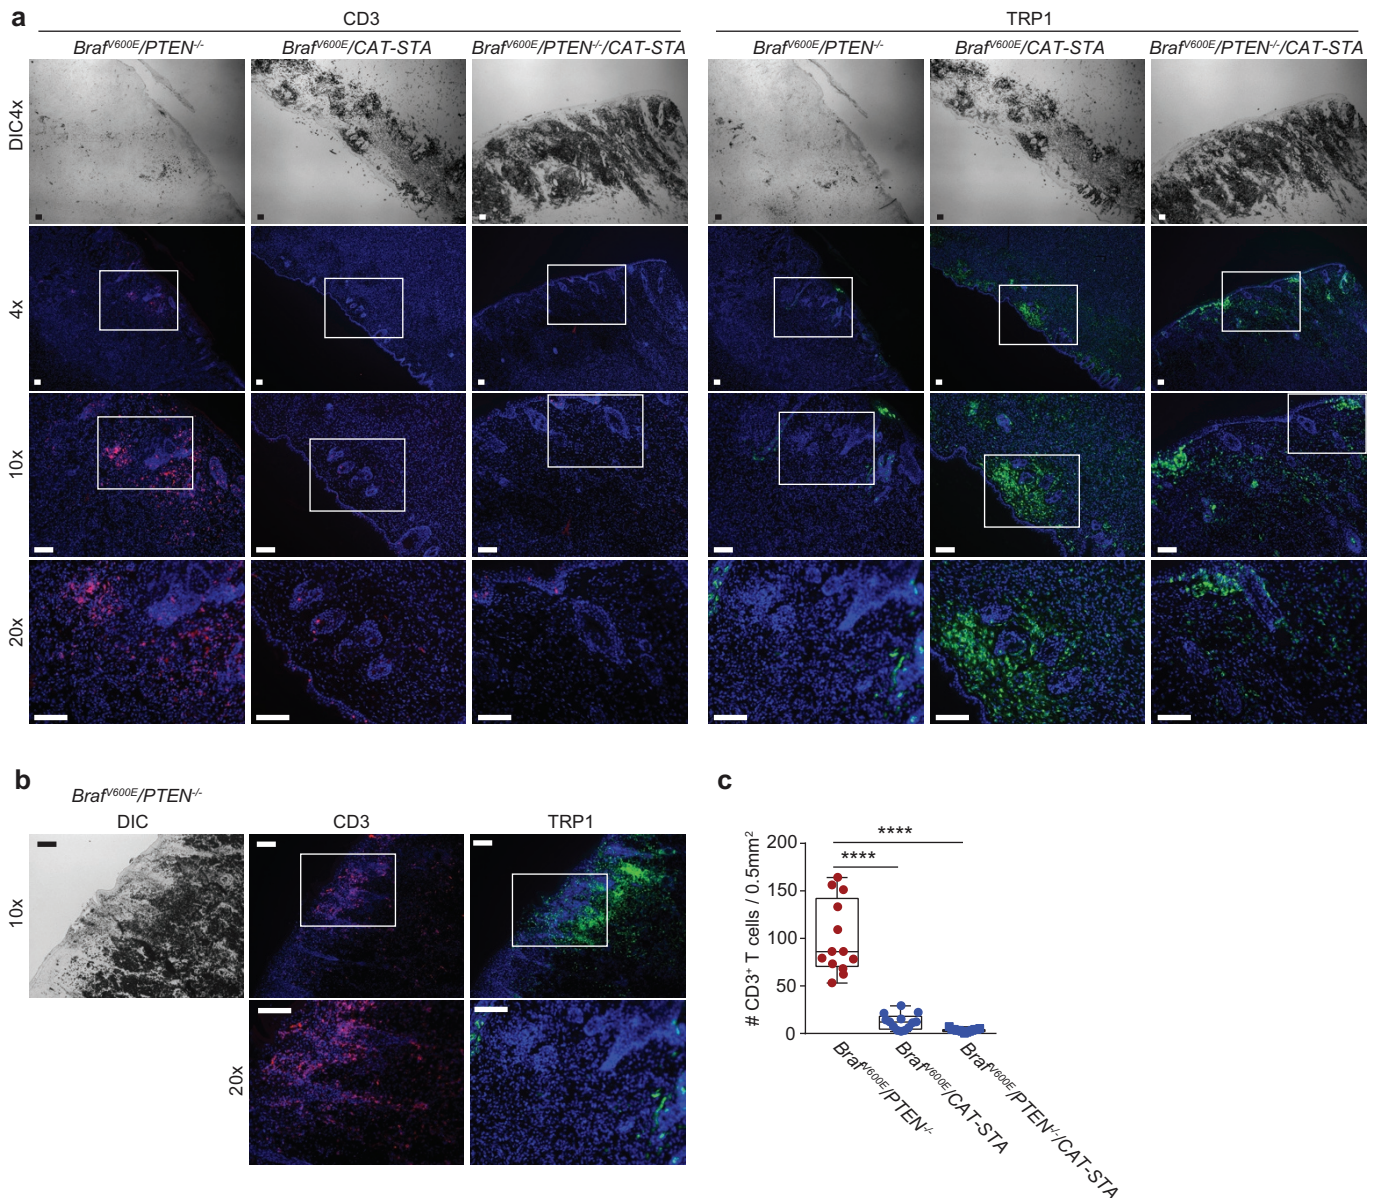 a
CD3
TRP1
Braf^V600E/PTEN^-/-
Braf^V600E/CAT-STA
Braf^V600E/PTEN^-/-/CAT-STA
Braf^V600E/PTEN^-/-
Braf^V600E/CAT-STA
Braf^V600E/PTEN^-/-/CAT-STA
DIC4x
4x
10x
20x
b
Braf^V600E/PTEN^-/-
DIC
CD3
TRP1
10x
20x
c
# CD3⁺ T cells / 0.5mm²
200
150
100
50
0
****
****
Braf^V600E/PTEN^-/-
Braf^V600E/CAT-STA
Braf^V600E/PTEN^-/-/CAT-STA